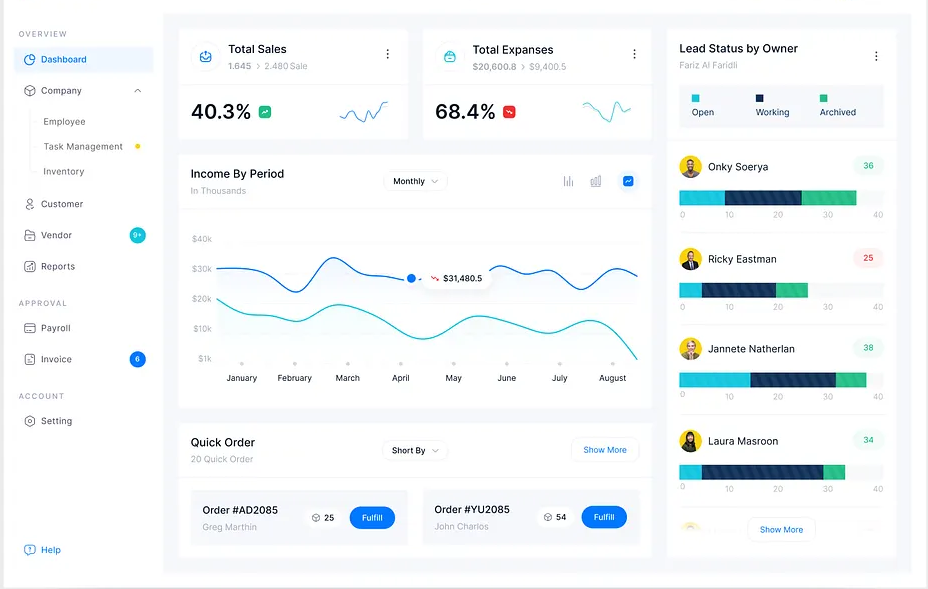 OVERVIEW
Dashboard
Company
Employee
Task Management
Inventory
Customer
Vendor
9+
Reports
APPROVAL
Payroll
Invoice
6
ACCOUNT
Setting
Help
Total Sales
1.645 > 2.480 Sale
40.3%
Total Expanses
$20,600.8 > $9,400.5
68.4%
Income By Period
In Thousands
Monthly
$40k
$30k
$20k
$10k
$1k
$31,480.5
January February March April May June July August
Quick Order
20 Quick Order
Short By
Show More
Order #AD2085
Greg Marthin
25
Fulfill
Order #YU2085
John Charlos
54
Fulfill
Lead Status by Owner
Fariz Al Faridli
Open Working Archived
Onky Soerya
36
0 10 20 30 40
Ricky Eastman
25
0 10 20 30 40
Jannete Natherlan
38
0 10 20 30 40
Laura Masroon
34
0 10 20 30 40
Show More